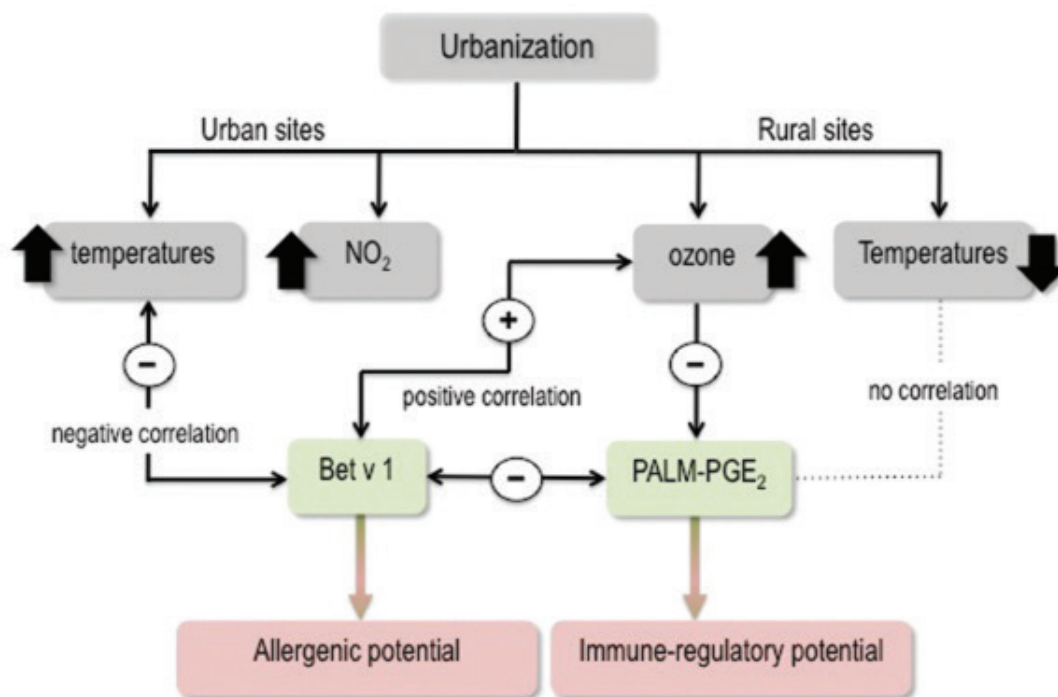 Urbanization
Urban sites
Rural sites
temperatures
NO₂
ozone
Temperatures
+
−
−
positive correlation
no correlation
negative correlation
Bet v 1
−
PALM-PGE₂
Allergenic potential
Immune-regulatory potential